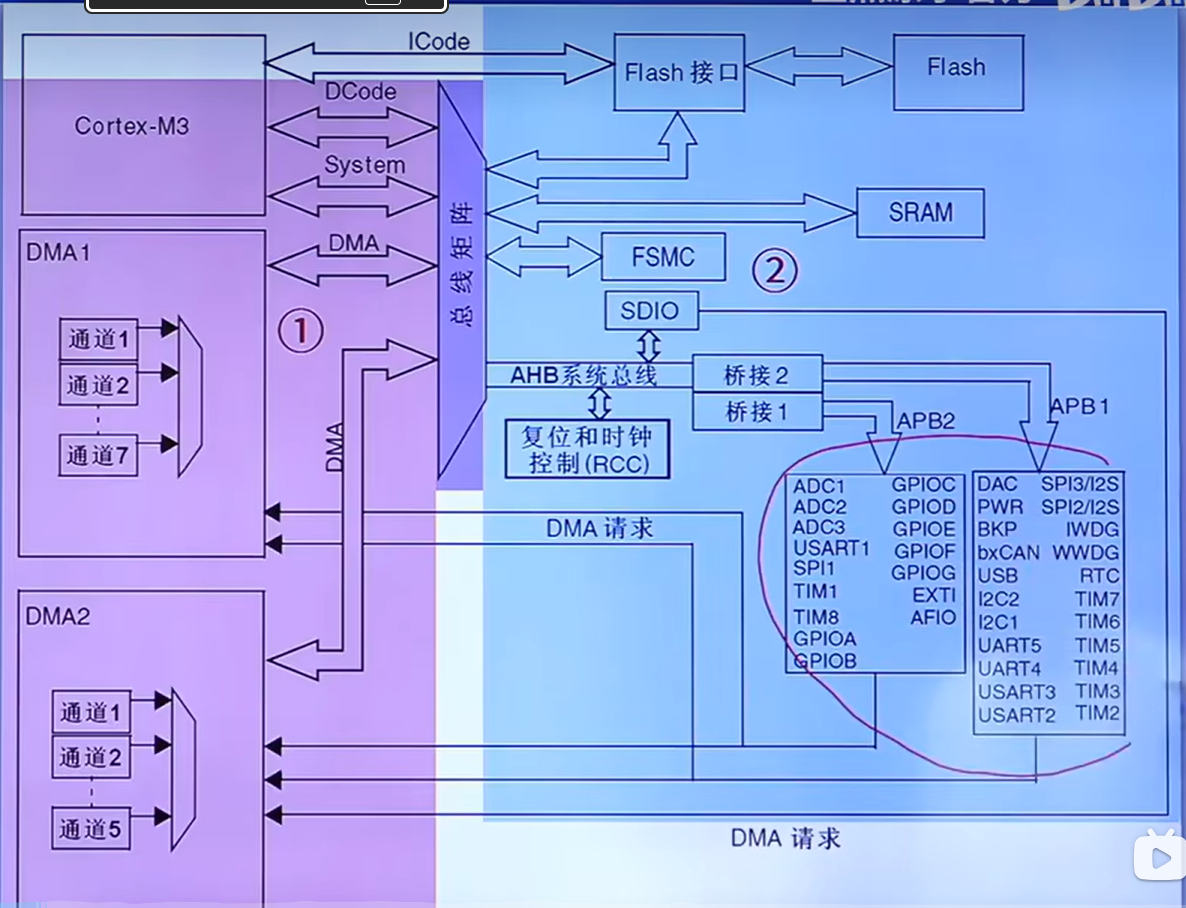 ICode
Flash 接口
Flash
DCode
Cortex-M3
System
SRAM
DMA
DMA1
FSMC
②
总线矩阵
①
SDIO
通道1
通道2
通道7
AHB系统总线
桥接2
桥接1
APB1
APB2
复位和时钟
控制(RCC)
DMA
DMA 请求
ADC1 GPIOC
ADC2 GPIOD
ADC3 GPIOE
USART1 GPIOF
SPI1 GPIOG
TIM1 EXTI
TIM8 AFIO
GPIOA
GPIOB
DAC SPI3/I2S
PWR SPI2/I2S
BKP IWDG
bxCAN WWDG
USB RTC
I2C2 TIM7
I2C1 TIM6
UART5 TIM5
UART4 TIM4
USART3 TIM3
USART2 TIM2
DMA2
通道1
通道2
通道5
DMA 请求